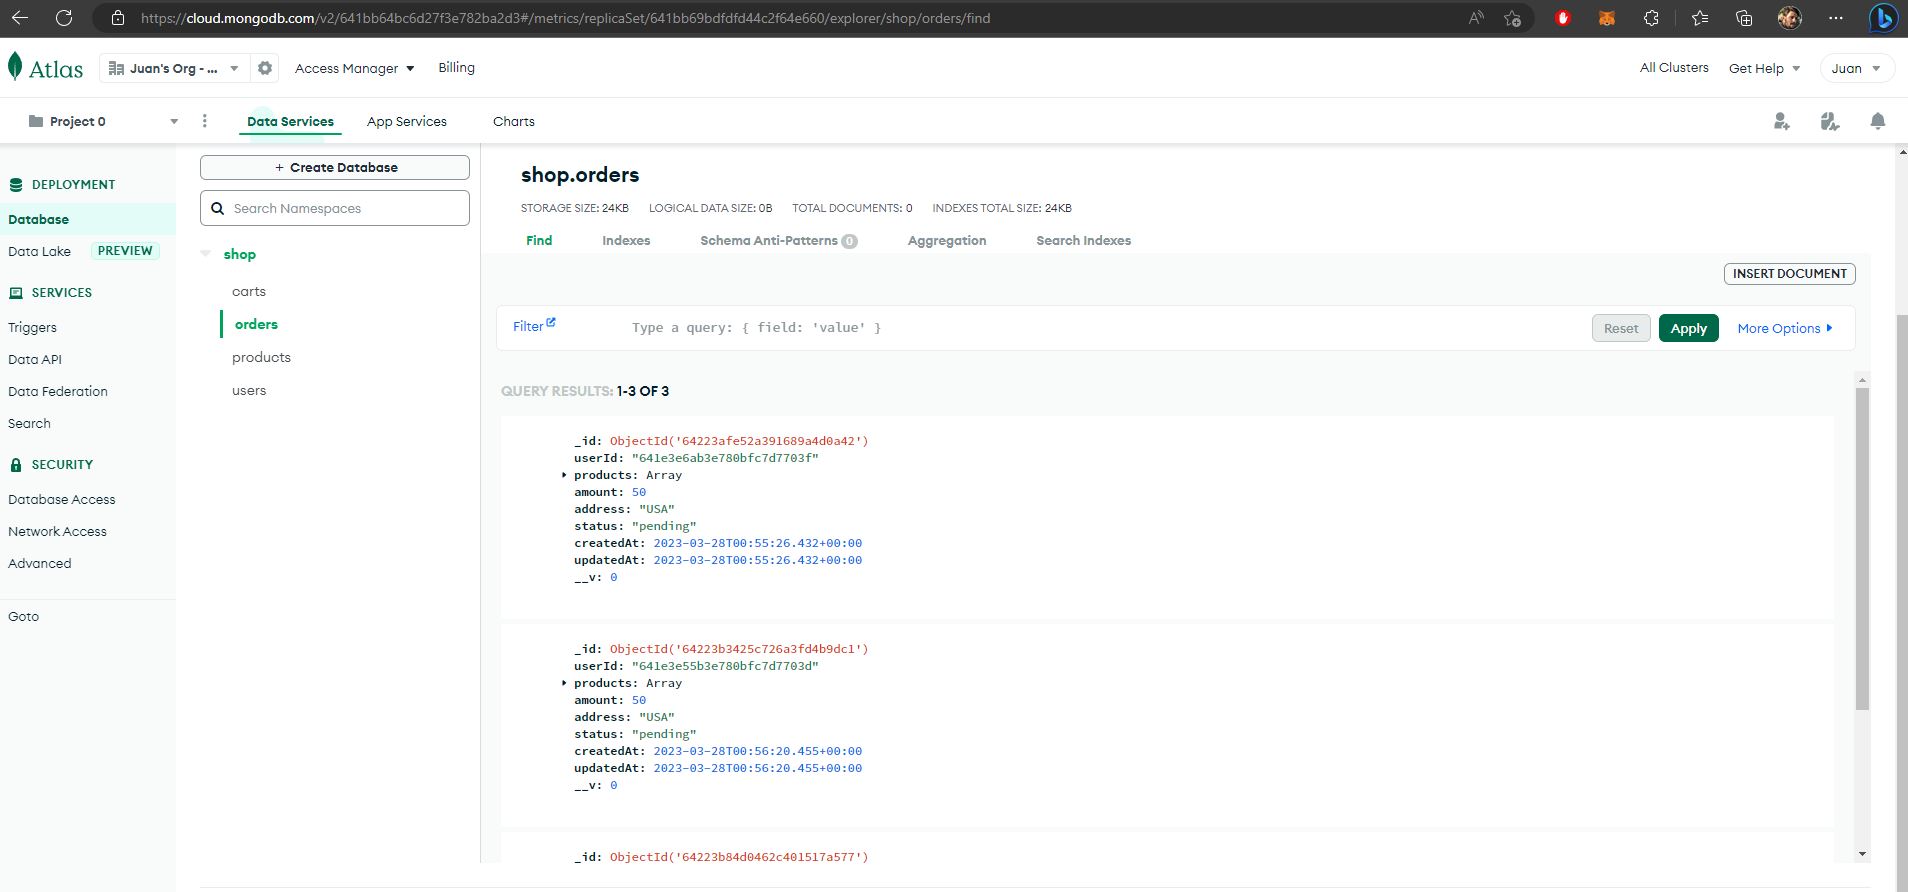 https://cloud.mongodb.com/v2/641bb64bc6d27f3e782ba2d3#/metrics/replicaSet/641bb69bdfdfd44c2f64e660/explorer/shop/orders/find
Atlas Juan's Org - ... Access Manager Billing All Clusters Get Help Juan
Project 0 Data Services App Services Charts
DEPLOYMENT
Database
Data Lake PREVIEW
SERVICES
Triggers
Data API
Data Federation
Search
SECURITY
Database Access
Network Access
Advanced
Goto
+ Create Database
Search Namespaces
shop
carts
orders
products
users
shop.orders
STORAGE SIZE: 24KB LOGICAL DATA SIZE: 0B TOTAL DOCUMENTS: 0 INDEXES TOTAL SIZE: 24KB
Find Indexes Schema Anti-Patterns 0 Aggregation Search Indexes
INSERT DOCUMENT
Filter Type a query: { field: 'value' } Reset Apply More Options
QUERY RESULTS: 1-3 OF 3
_id: ObjectId('64223afe52a391689a4d0a42')
userId: "641e3e6ab3e780bfc7d7703f"
products: Array
amount: 50
address: "USA"
status: "pending"
createdAt: 2023-03-28T00:55:26.432+00:00
updatedAt: 2023-03-28T00:55:26.432+00:00
__v: 0
_id: ObjectId('64223b3425c726a3fd4b9dc1')
userId: "641e3e55b3e780bfc7d7703d"
products: Array
amount: 50
address: "USA"
status: "pending"
createdAt: 2023-03-28T00:56:20.455+00:00
updatedAt: 2023-03-28T00:56:20.455+00:00
__v: 0
_id: ObjectId('64223b84d0462c401517a577')